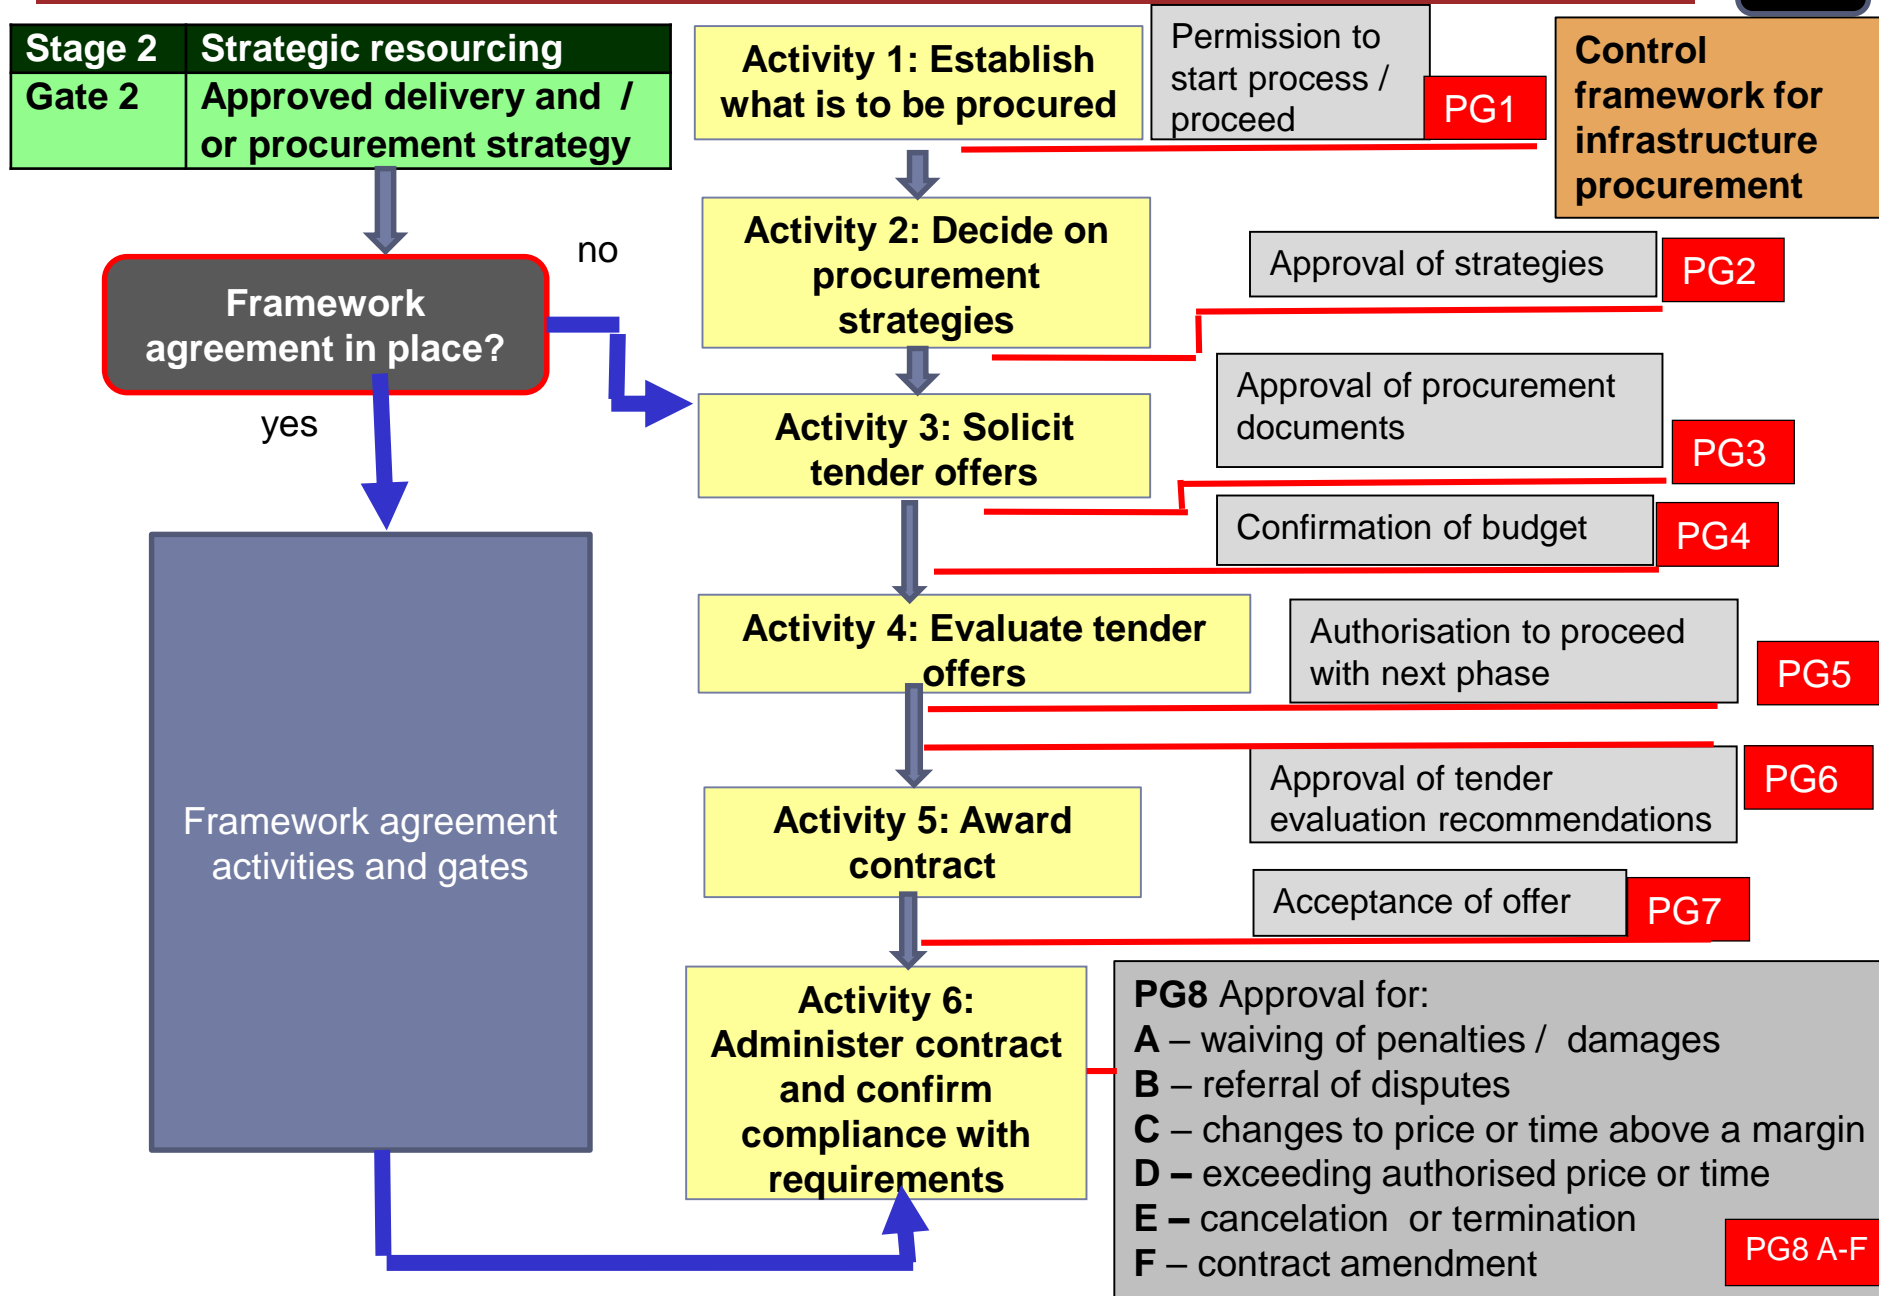 Stage 2 Strategic resourcing
Gate 2 Approved delivery and /
or procurement strategy
Framework
agreement in place?
no
yes
Framework agreement
activities and gates
Activity 1: Establish
what is to be procured
Permission to
start process /
proceed
PG1
Control
framework for
infrastructure
procurement
Activity 2: Decide on
procurement
strategies
Approval of strategies
PG2
Activity 3: Solicit
tender offers
Approval of procurement
documents
PG3
Confirmation of budget
PG4
Activity 4: Evaluate tender
offers
Authorisation to proceed
with next phase
PG5
Approval of tender
evaluation recommendations
PG6
Activity 5: Award
contract
Acceptance of offer
PG7
Activity 6:
Administer contract
and confirm
compliance with
requirements
PG8 Approval for:
A – waiving of penalties / damages
B – referral of disputes
C – changes to price or time above a margin
D – exceeding authorised price or time
E – cancelation or termination
F – contract amendment
PG8 A-F